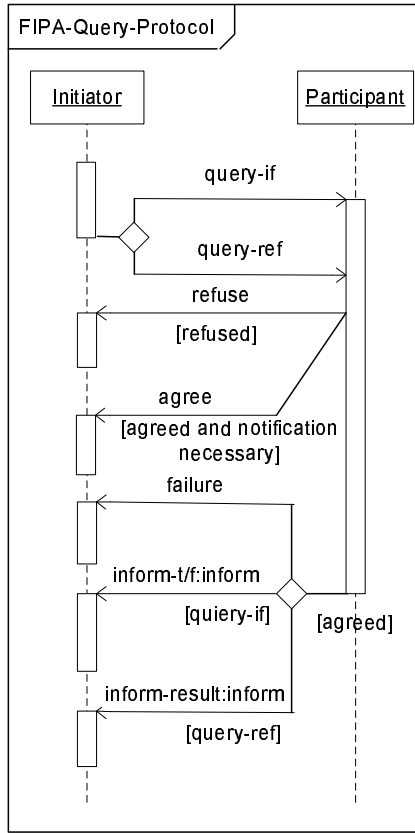 FIPA-Query-Protocol
Initiator
Participant
query-if
query-ref
refuse
[refused]
agree
[agreed and notification
necessary]
failure
inform-t/f:inform
[quiery-if]
[agreed]
inform-result:inform
[query-ref]